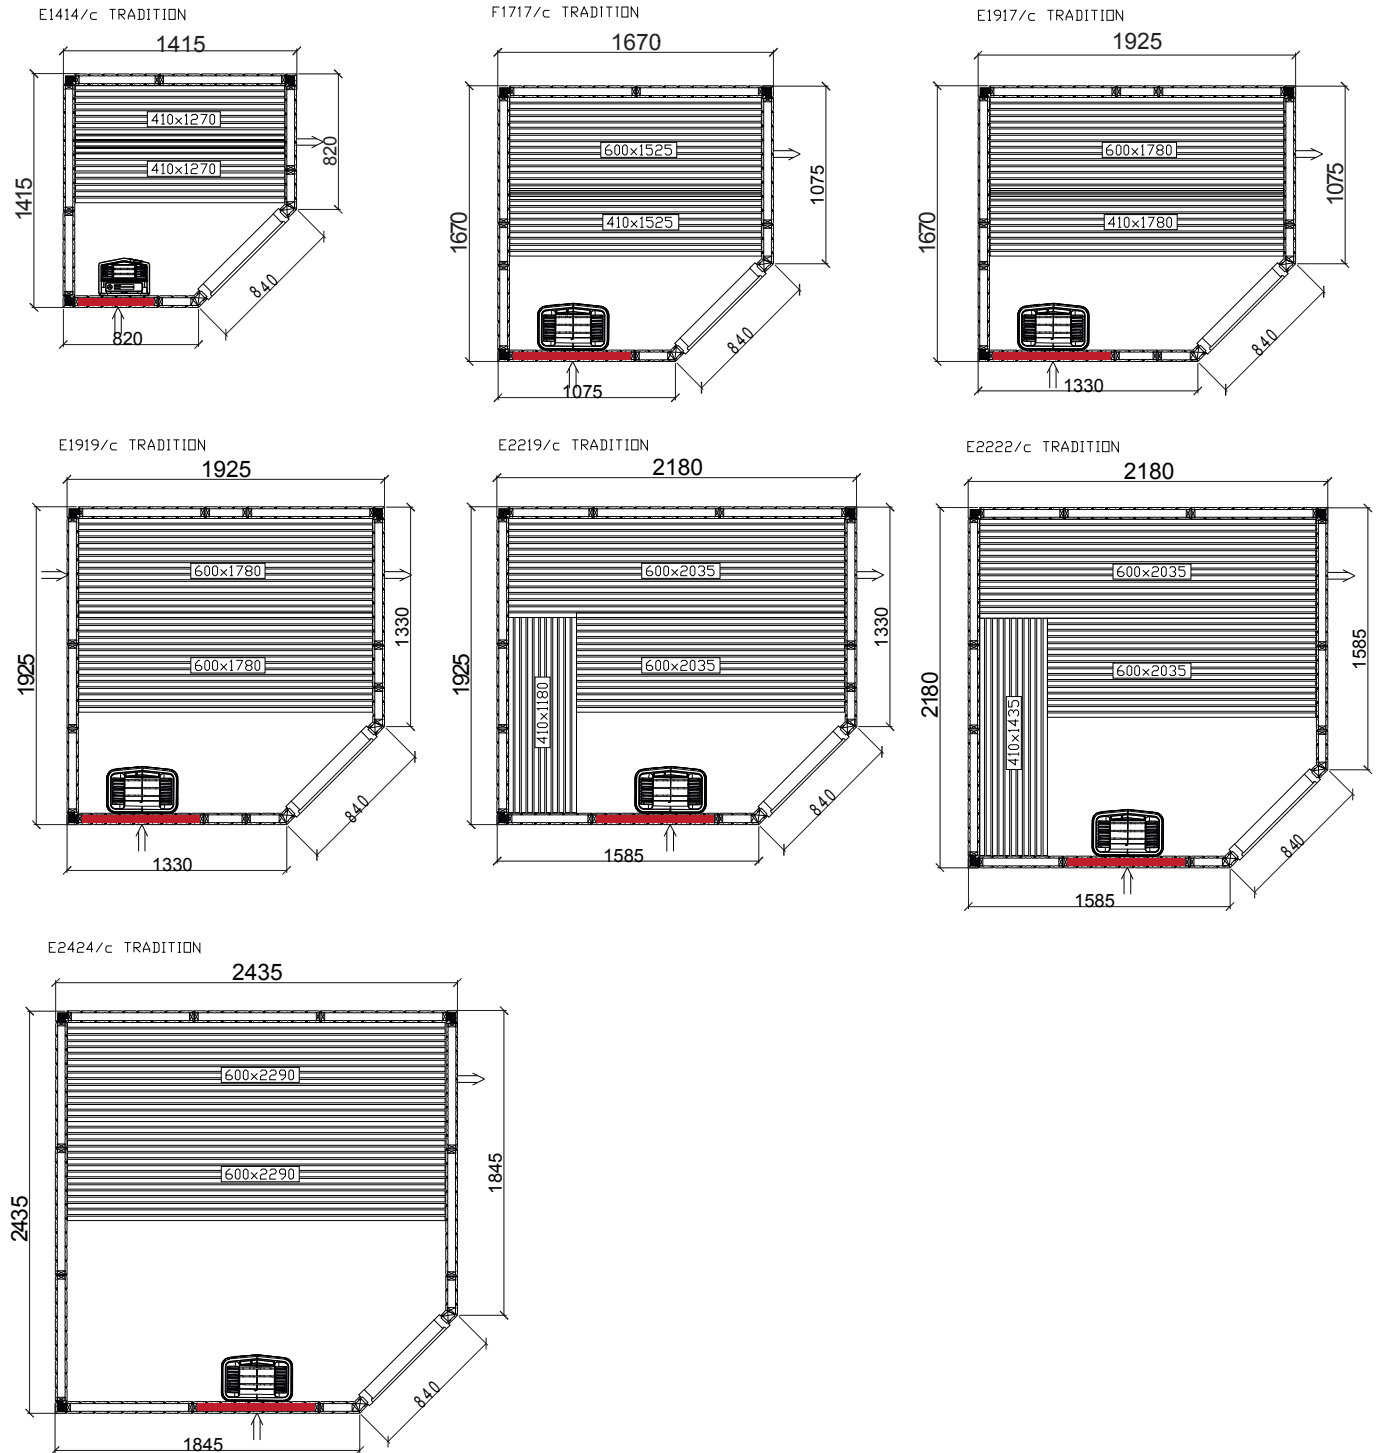 E1414/c TRADITION
1415
410x1270
410x1270
1415
820
840
820
F1717/c TRADITION
1670
600x1525
410x1525
1670
1075
840
1075
E1917/c TRADITION
1925
600x1780
410x1780
1670
1075
840
1330
E1919/c TRADITION
1925
600x1780
600x1780
1925
1330
840
1330
E2219/c TRADITION
2180
600x2035
600x2035
410x1180
1925
1330
840
1585
E2222/c TRADITION
2180
600x2035
600x2035
410x1435
2180
1585
840
1585
E2424/c TRADITION
2435
600x2290
600x2290
2435
1845
840
1845